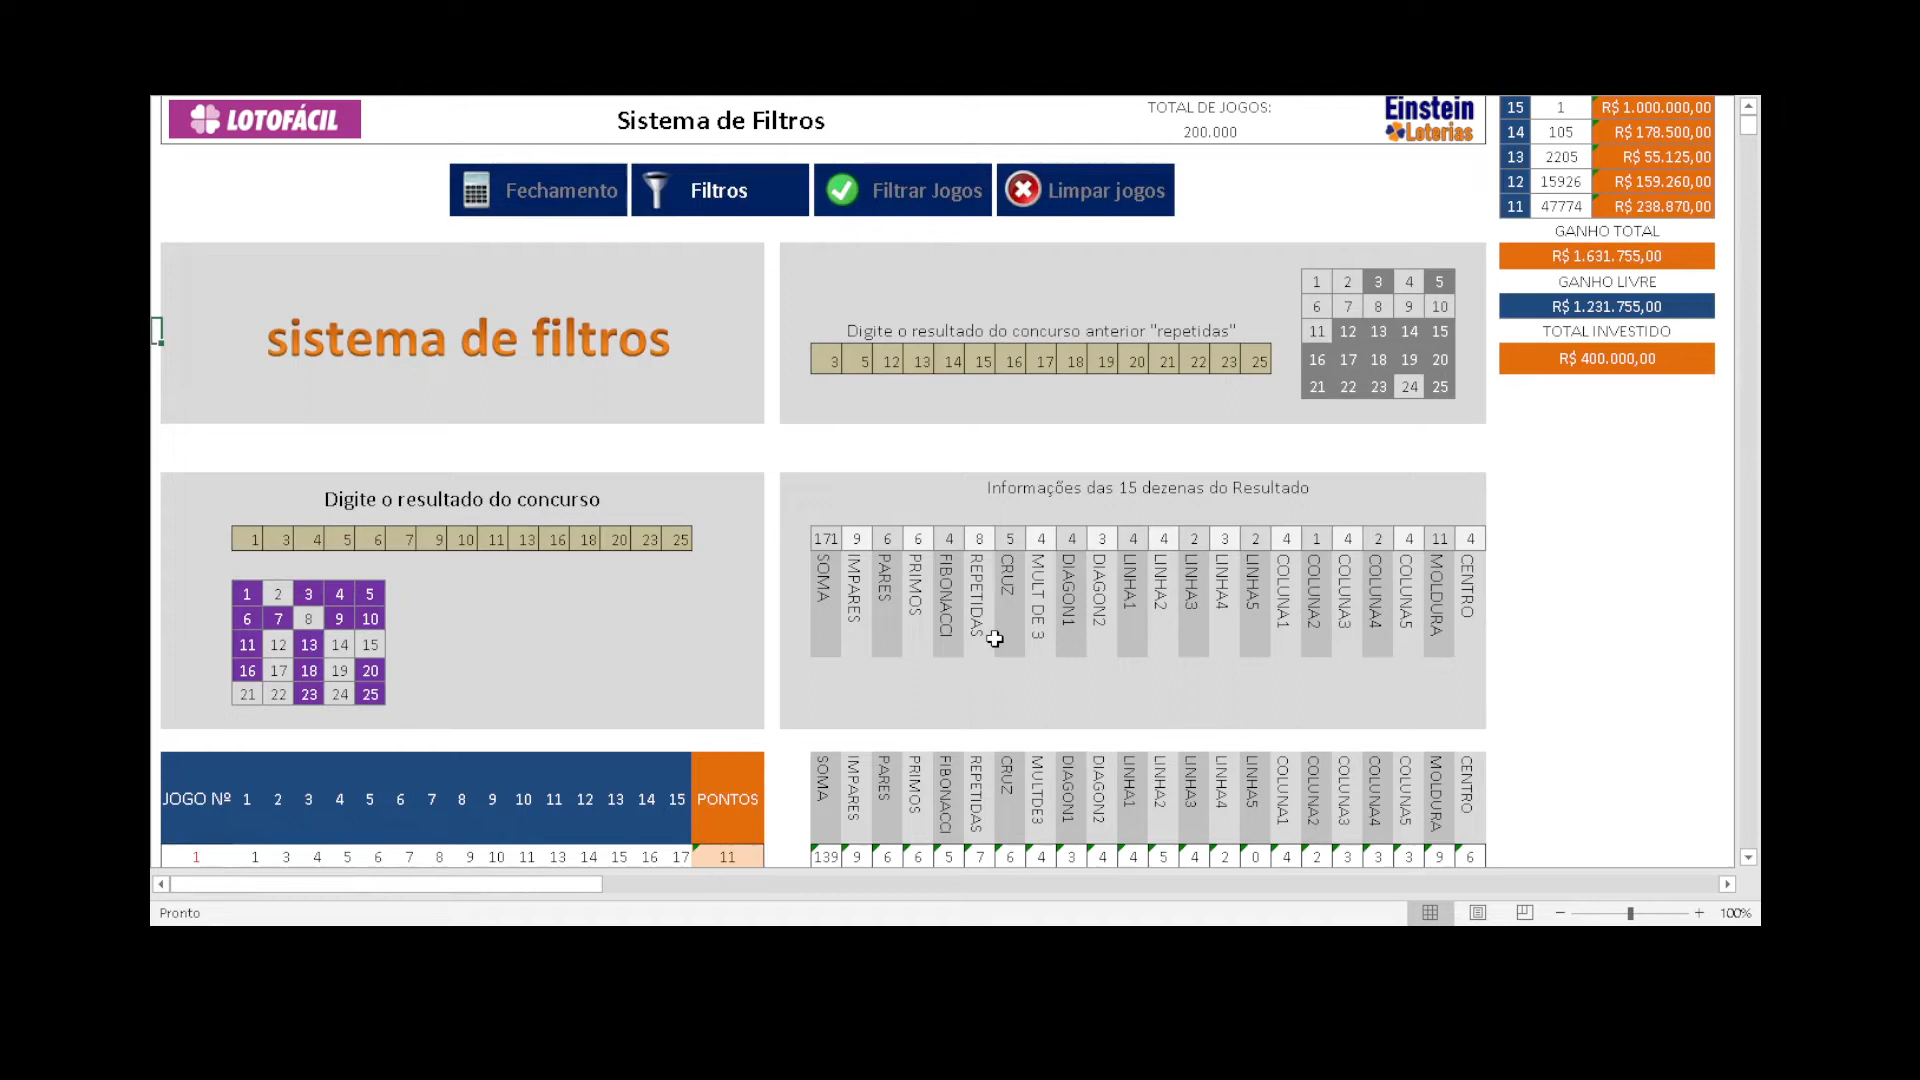 LOTOFÁCIL
Sistema de Filtros
TOTAL DE JOGOS:
200.000
Einstein
Loterias
Fechamento
Filtros
Filtrar Jogos
Limpar jogos
15 1 R$ 1.000.000,00
14 105 R$ 178.500,00
13 2205 R$ 55.125,00
12 15926 R$ 159.260,00
11 47774 R$ 238.870,00
GANHO TOTAL
R$ 1.631.755,00
GANHO LIVRE
R$ 1.231.755,00
TOTAL INVESTIDO
R$ 400.000,00
sistema de filtros
Digite o resultado do concurso anterior "repetidas"
3 5 12 13 14 15 16 17 18 19 20 21 22 23 25
1 2 3 4 5
6 7 8 9 10
11 12 13 14 15
16 17 18 19 20
21 22 23 24 25
Digite o resultado do concurso
1 3 4 5 6 7 9 10 11 13 16 18 20 23 25
1 2 3 4 5
6 7 8 9 10
11 12 13 14 15
16 17 18 19 20
21 22 23 24 25
Informações das 15 dezenas do Resultado
171 9 6 6 4 8 5 4 4 3 4 4 2 3 2 4 1 4 2 4 11 4
SOMA IMPARES PARES PRIMOS FIBONACCI REPETIDAS CRUZ MULT DE 3 DIAGON1 DIAGON2 LINHA1 LINHA2 LINHA3 LINHA4 LINHA5 COLUNA1 COLUNA2 COLUNA3 COLUNA4 COLUNA5 MOLDURA CENTRO
JOGO Nº 1 2 3 4 5 6 7 8 9 10 11 12 13 14 15 PONTOS
SOMA IMPARES PARES PRIMOS FIBONACCI REPETIDAS CRUZ MULTDE3 DIAGON1 DIAGON2 LINHA1 LINHA2 LINHA3 LINHA4 LINHA5 COLUNA1 COLUNA2 COLUNA3 COLUNA4 COLUNA5 MOLDURA CENTRO
1 1 3 4 5 6 7 8 9 10 11 13 14 15 16 17 11
139 9 6 6 5 7 6 4 3 4 4 5 4 2 0 4 2 3 3 3 9 6
Pronto
100%